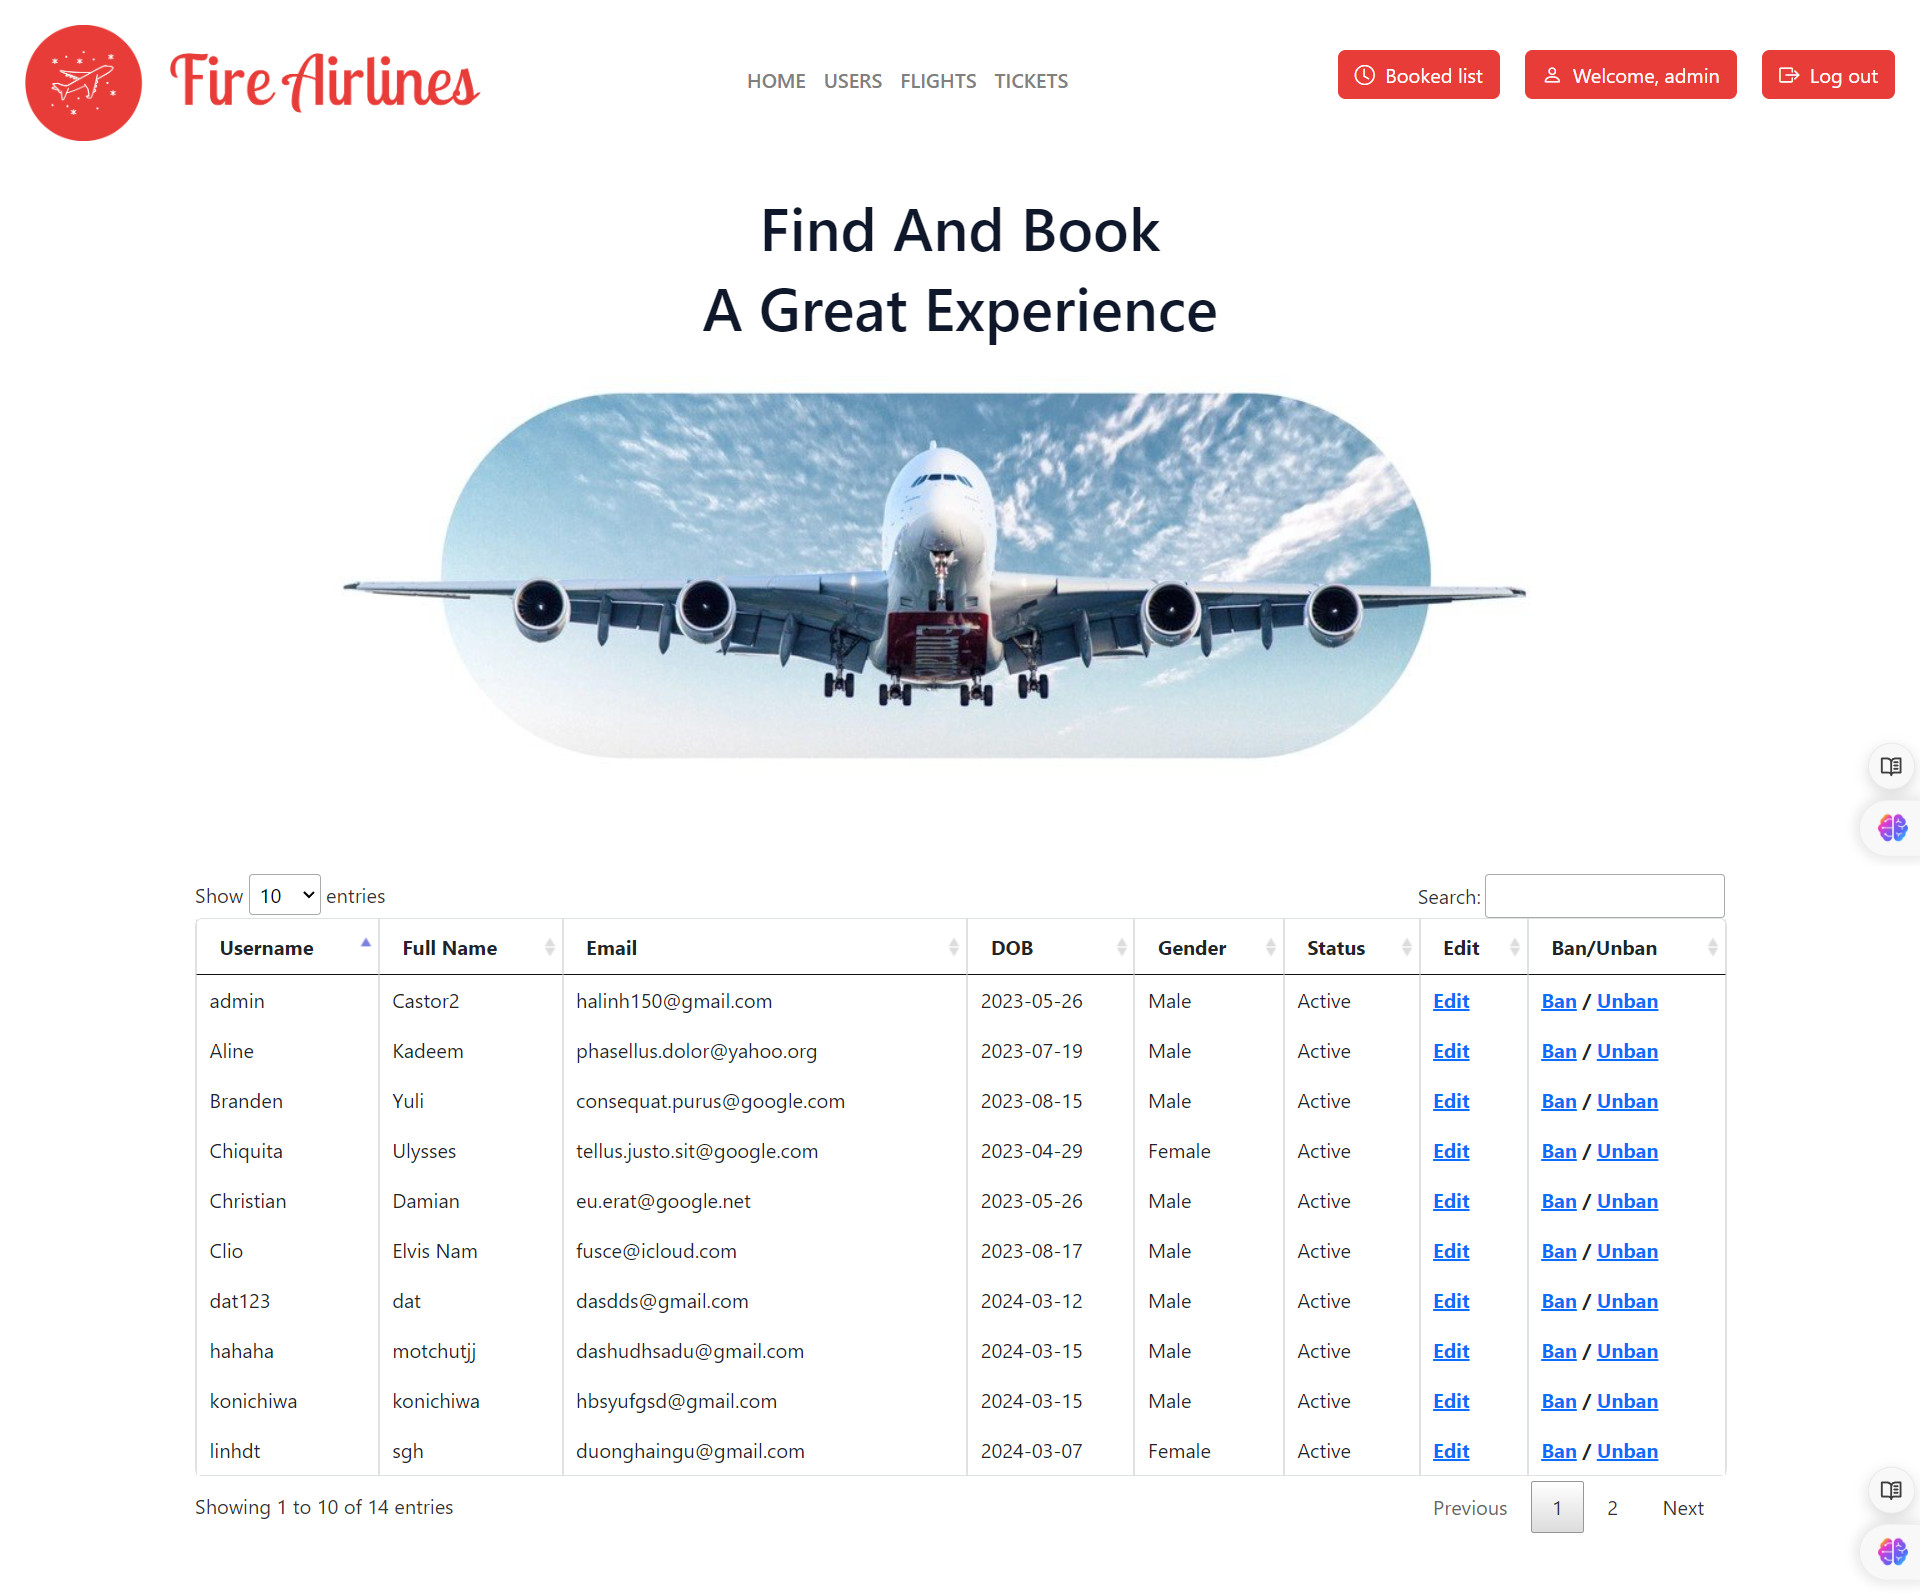 Fire Airlines
HOME USERS FLIGHTS TICKETS
Booked list
Welcome, admin
Log out
Find And Book
A Great Experience
Show 10 entries
Search:
Username Full Name Email DOB Gender Status Edit Ban/Unban
admin Castor2 halinh150@gmail.com 2023-05-26 Male Active Edit Ban / Unban
Aline Kadeem phasellus.dolor@yahoo.org 2023-07-19 Male Active Edit Ban / Unban
Branden Yuli consequat.purus@google.com 2023-08-15 Male Active Edit Ban / Unban
Chiquita Ulysses tellus.justo.sit@google.com 2023-04-29 Female Active Edit Ban / Unban
Christian Damian eu.erat@google.net 2023-05-26 Male Active Edit Ban / Unban
Clio Elvis Nam fusce@icloud.com 2023-08-17 Male Active Edit Ban / Unban
dat123 dat dasdds@gmail.com 2024-03-12 Male Active Edit Ban / Unban
hahaha motchutjj dashudhsadu@gmail.com 2024-03-15 Male Active Edit Ban / Unban
konichiwa konichiwa hbsyufgsd@gmail.com 2024-03-15 Male Active Edit Ban / Unban
linhdt sgh duonghaingu@gmail.com 2024-03-07 Female Active Edit Ban / Unban
Showing 1 to 10 of 14 entries
Previous 1 2 Next